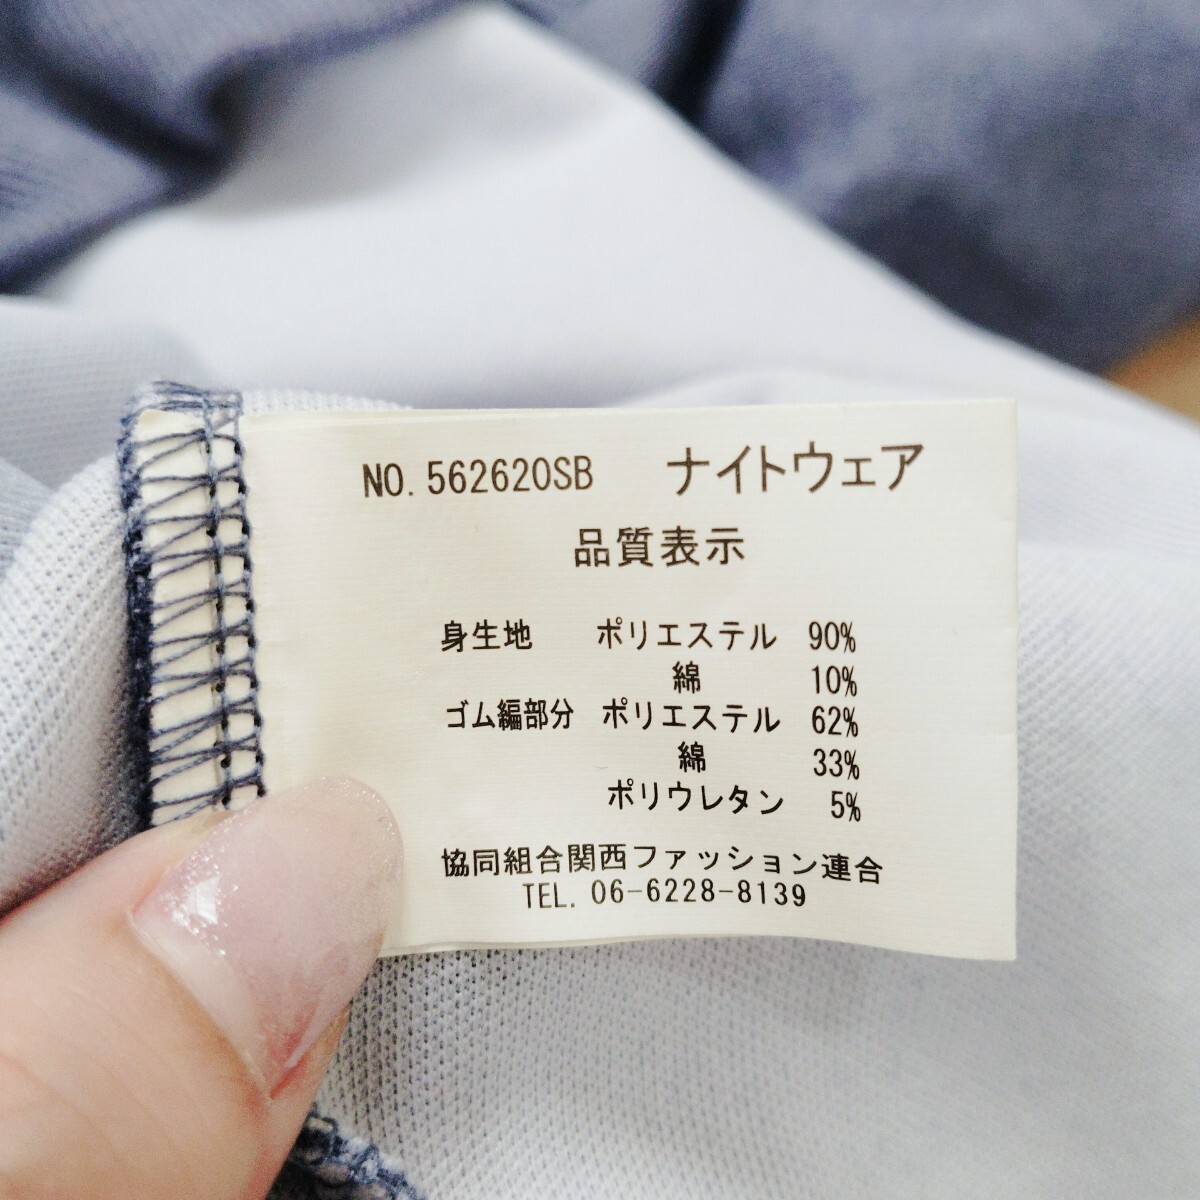 NO.562620SB ナイトウェア
品質表示
身生地 ポリエステル 90%
綿 10%
ゴム編部分 ポリエステル 62%
綿 33%
ポリウレタン 5%
協同組合関西ファッション連合
TEL. 06-6228-8139